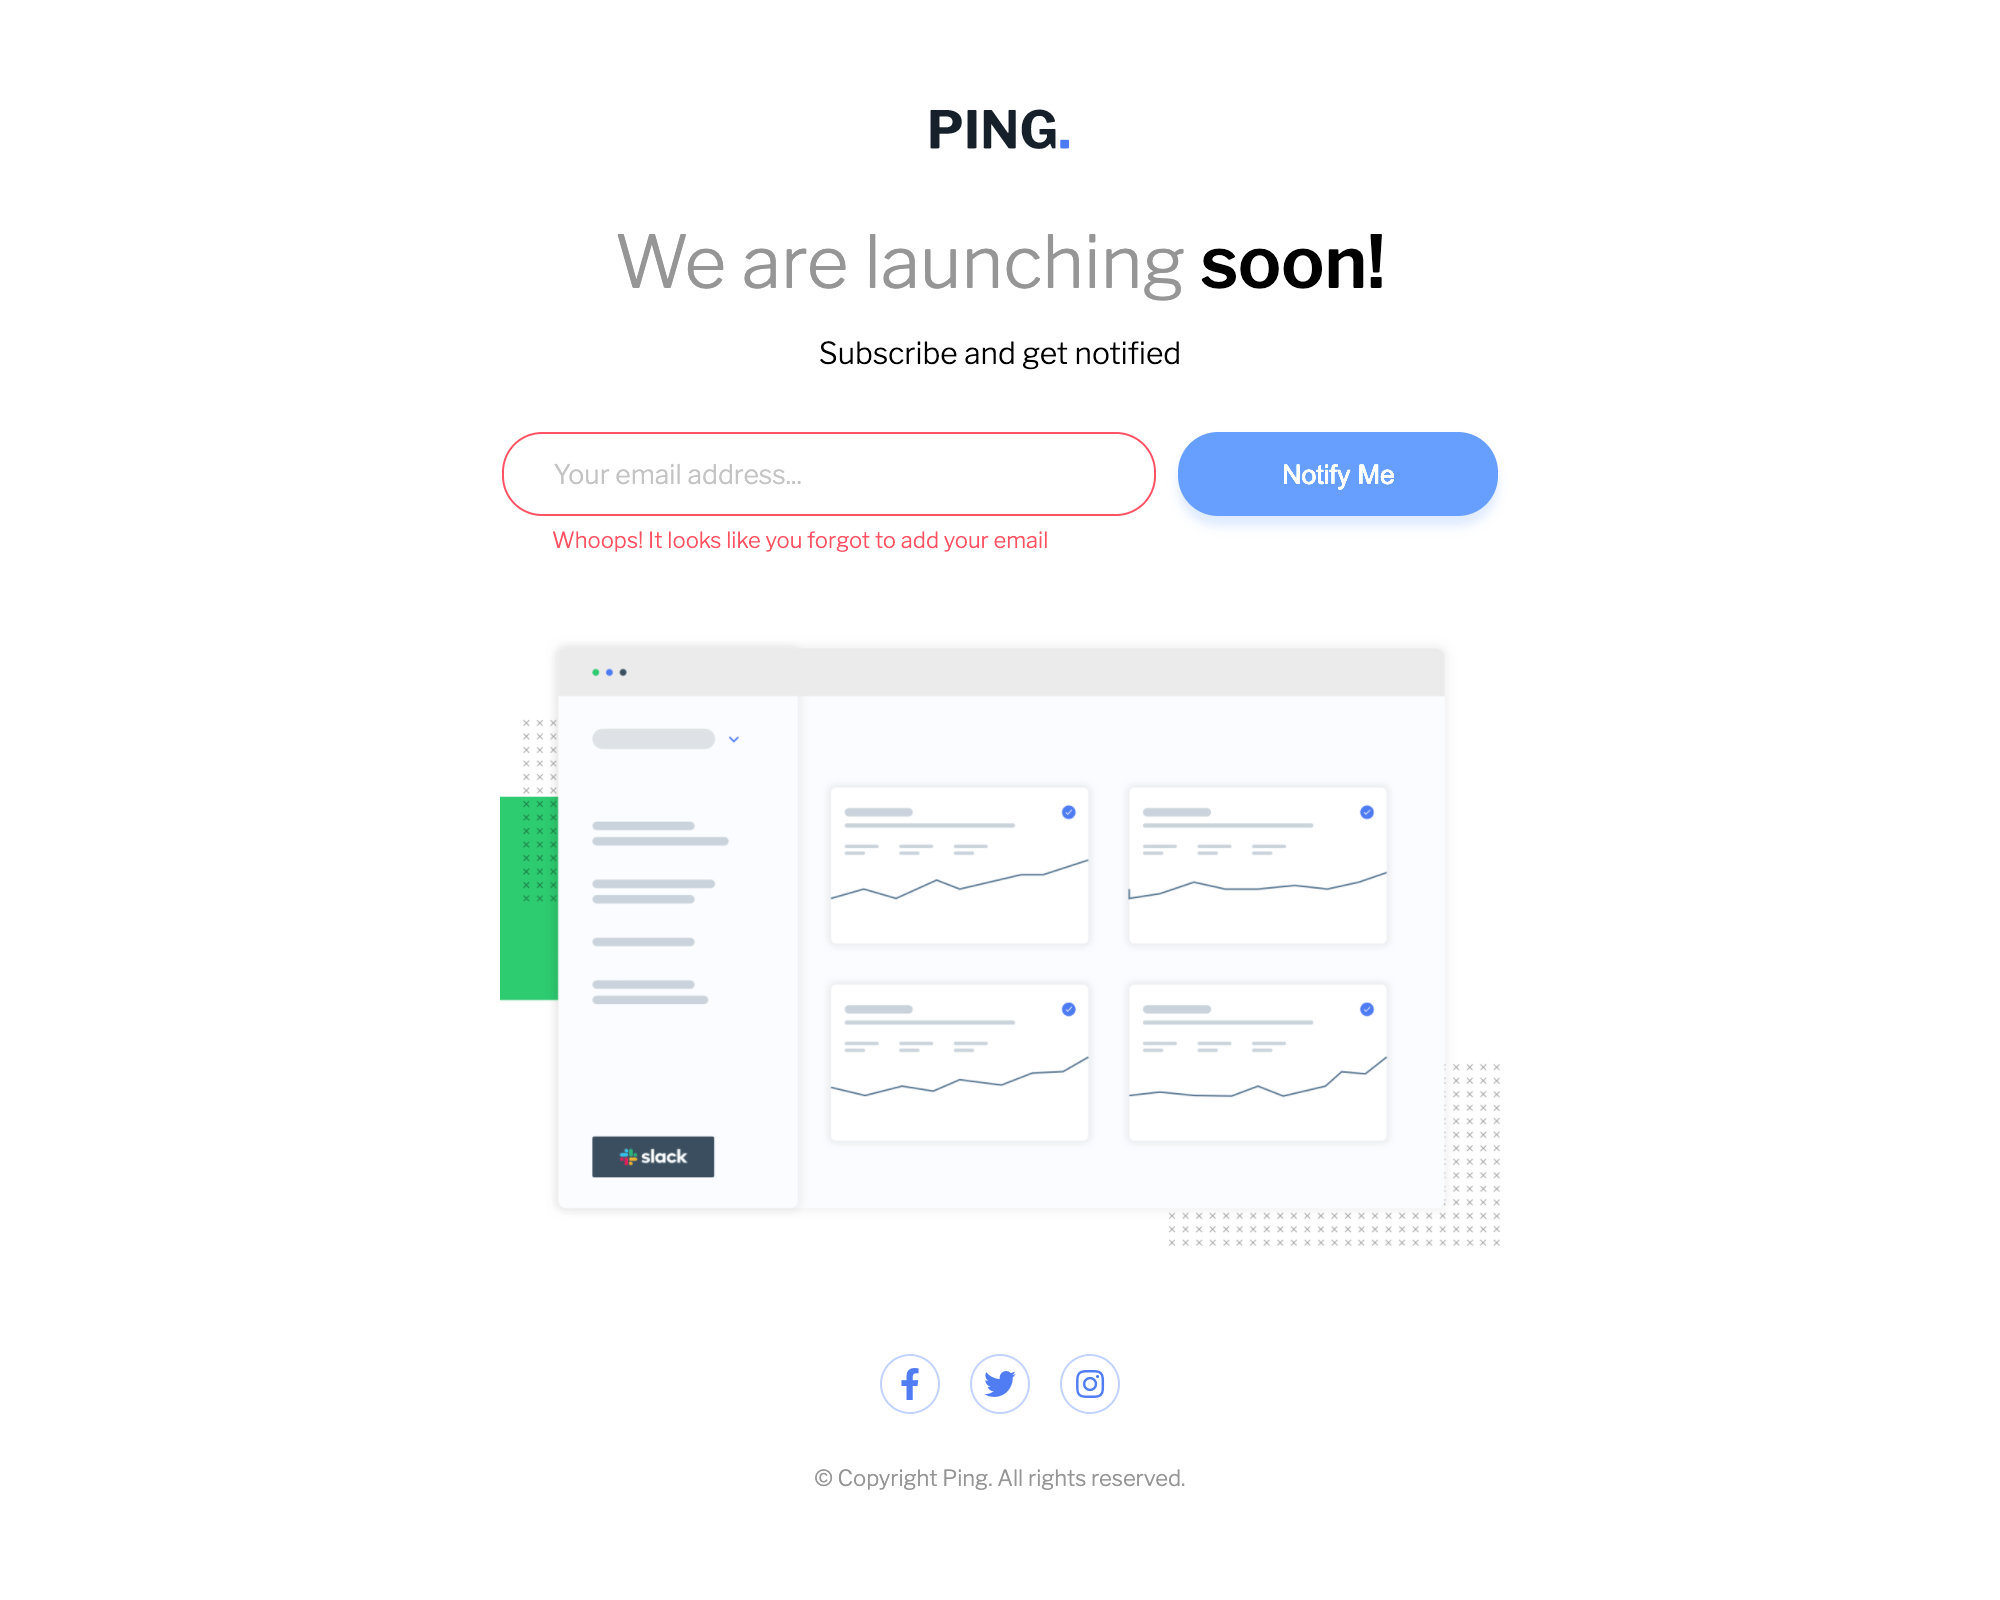 PING.
We are launching soon!
Subscribe and get notified
Your email address...
Notify Me
Whoops! It looks like you forgot to add your email
slack
© Copyright Ping. All rights reserved.